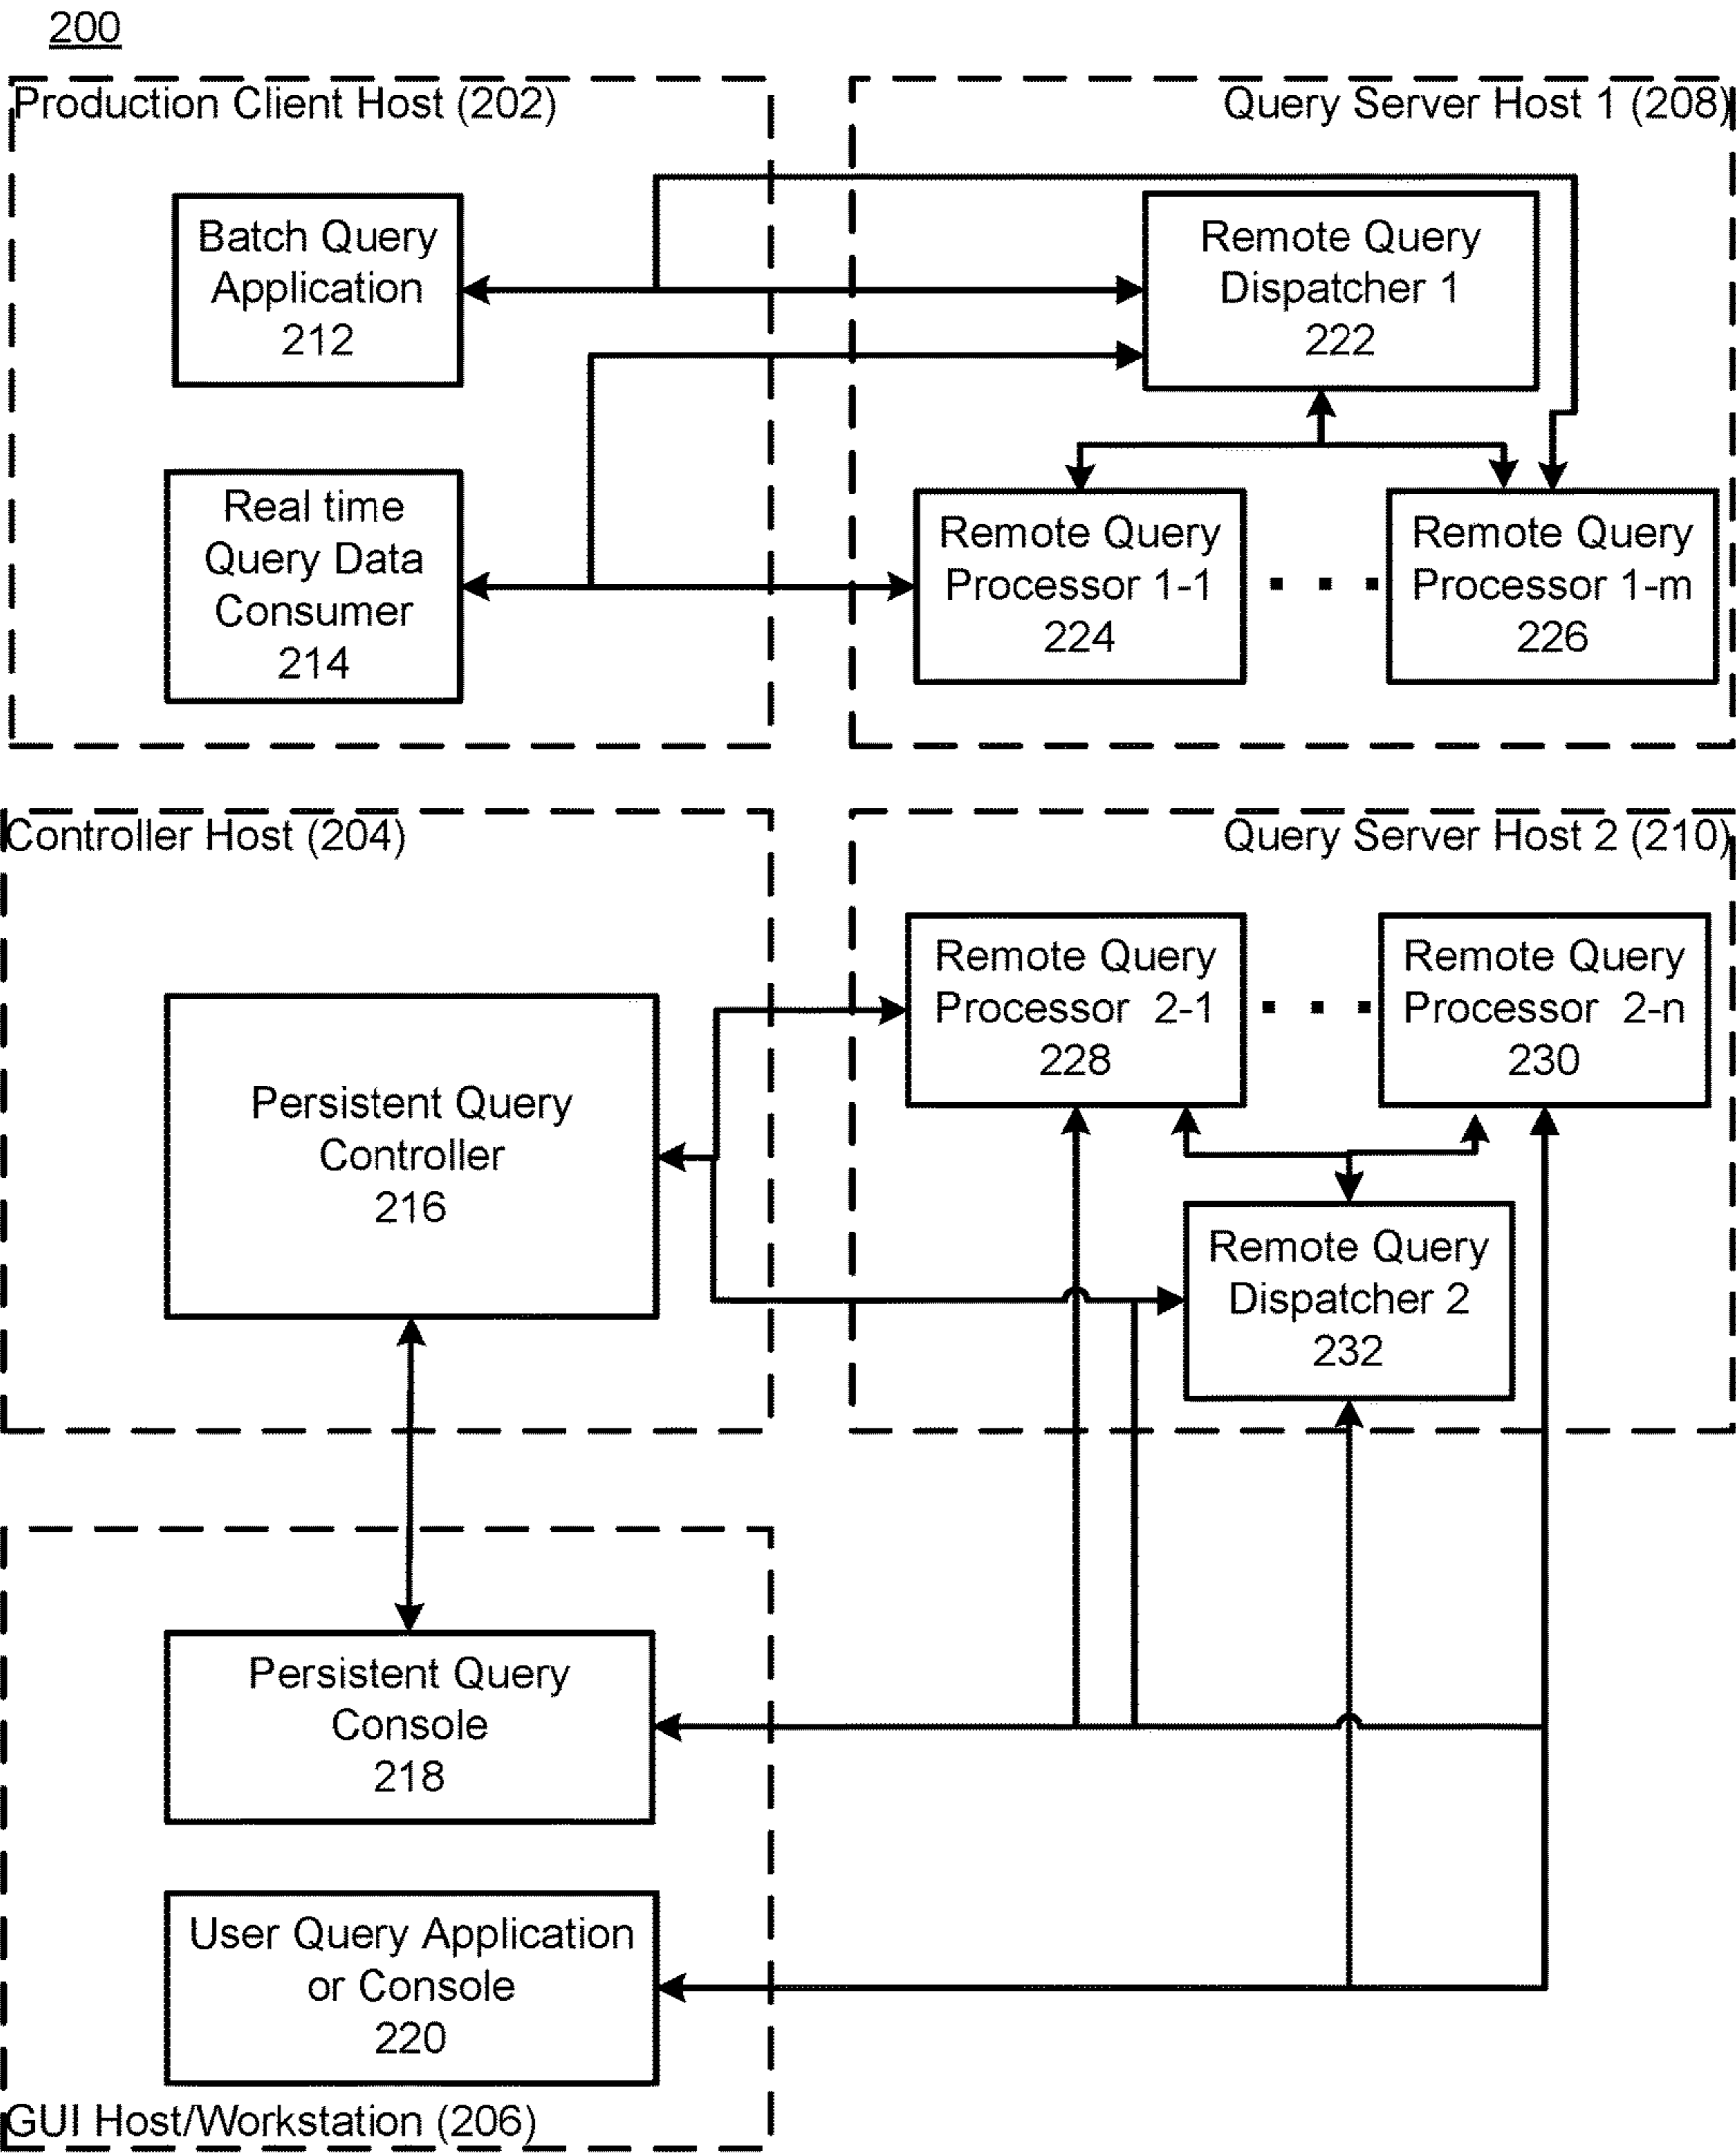 200
Production Client Host (202)
Query Server Host 1 (208)
Batch Query
Application
212
Remote Query
Dispatcher 1
222
Real time
Query Data
Consumer
214
Remote Query
Processor 1-1
224
Remote Query
Processor 1-m
226
Controller Host (204)
Query Server Host 2 (210)
Remote Query
Processor 2-1
228
Remote Query
Processor 2-n
230
Persistent Query
Controller
216
Remote Query
Dispatcher 2
232
Persistent Query
Console
218
User Query Application
or Console
220
GUI Host/Workstation (206)